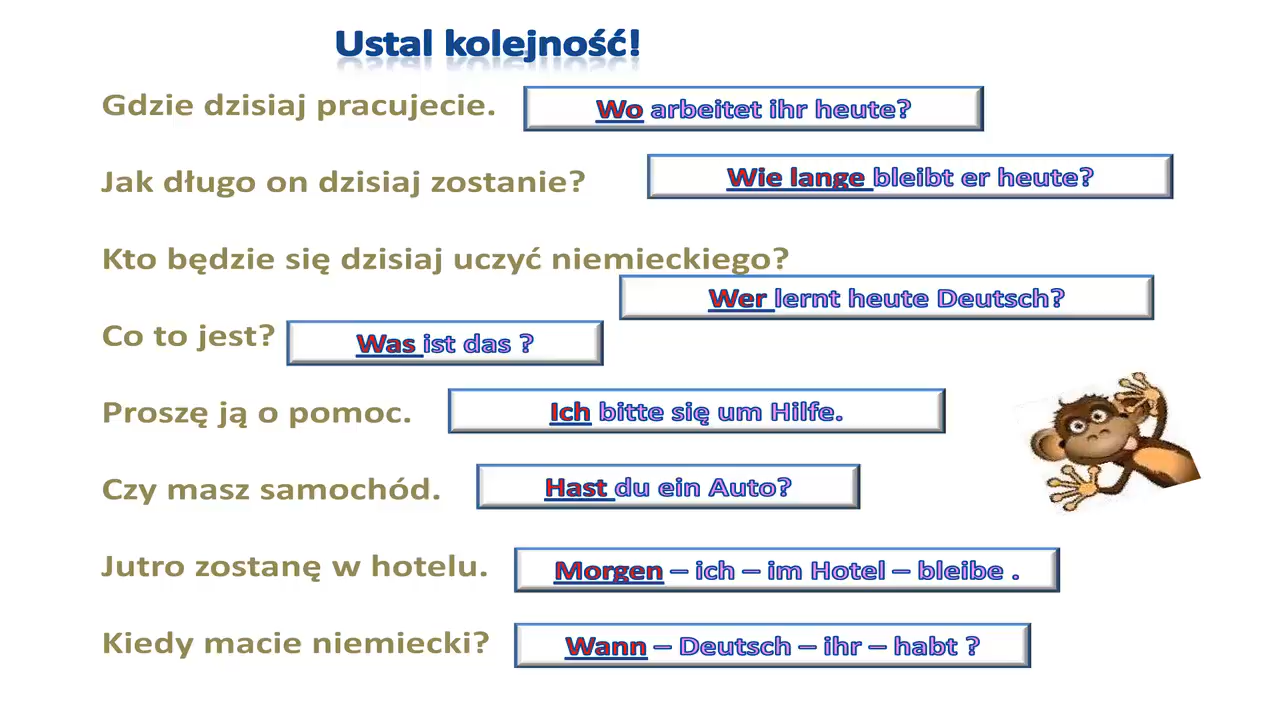 Ustal kolejność!
Gdzie dzisiaj pracujecie. Wo arbeitet ihr heute?
Jak długo on dzisiaj zostanie? Wie lange bleibt er heute?
Kto będzie się dzisiaj uczyć niemieckiego?
Wer lernt heute Deutsch?
Co to jest? Was ist das ?
Proszę ją o pomoc. Ich bitte się um Hilfe.
Czy masz samochód. Hast du ein Auto?
Jutro zostanę w hotelu. Morgen – ich – im Hotel – bleibe .
Kiedy macie niemiecki? Wann – Deutsch – ihr – habt ?